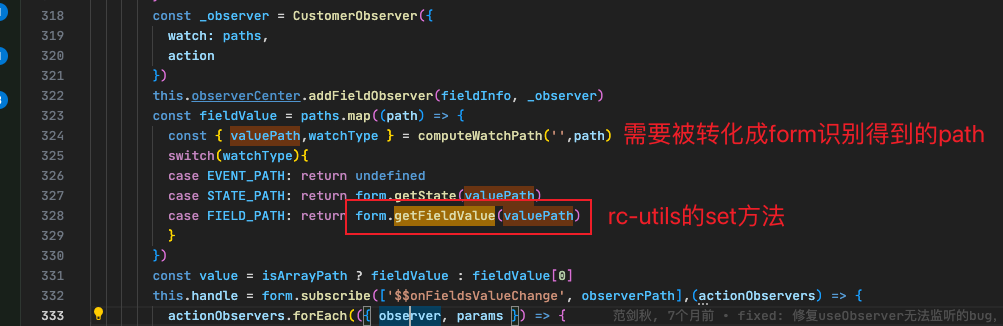 318 const _observer = CustomerObserver({
319 watch: paths,
320 action
321 })
322 this.observerCenter.addFieldObserver(fieldInfo, _observer)
323 const fieldValue = paths.map((path) => {
324 const { valuePath,watchType } = computeWatchPath('',path) 需要被转化成form识别得到的path
325 switch(watchType){
326 case EVENT_PATH: return undefined
327 case STATE_PATH: return form.getState(valuePath)
328 case FIELD_PATH: return form.getFieldValue(valuePath) rc-utils的set方法
329 }
330 })
331 const value = isArrayPath ? fieldValue : fieldValue[0]
332 this.handle = form.subscribe(['$$onFieldsValueChange', observerPath],(actionObservers) => {
333 actionObservers.forEach(({ observer, params }) => { 范剑秋, 7个月前 • fixed: 修复useObserver无法监听的bug,